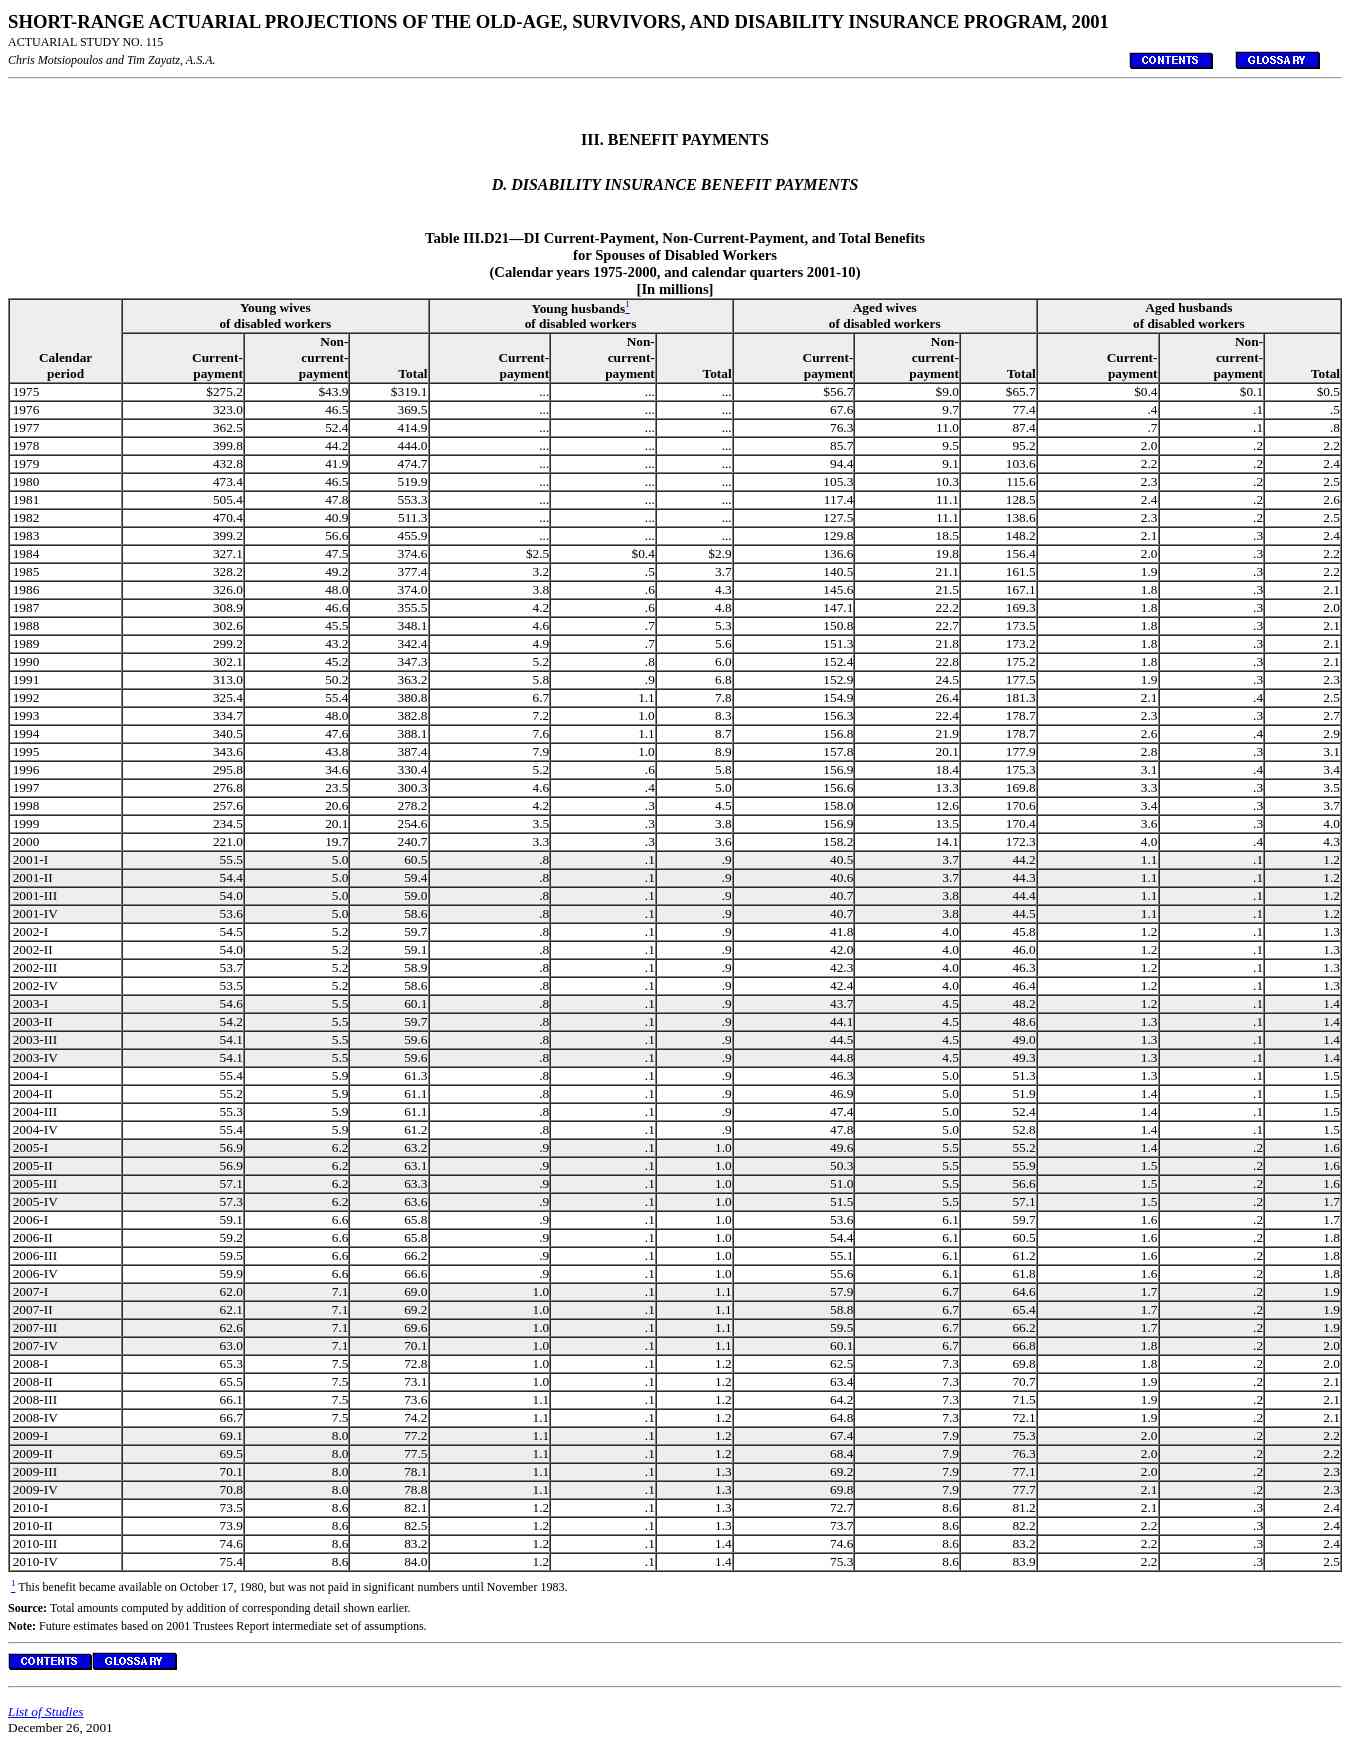 SHORT-RANGE ACTUARIAL PROJECTIONS OF THE OLD-AGE, SURVIVORS, AND DISABILITY INSURANCE PROGRAM, 2001
ACTUARIAL STUDY NO. 115
Chris Motsiopoulos and Tim Zayatz, A.S.A. CONTENTS GLOSSARY
III. BENEFIT PAYMENTS
D. DISABILITY INSURANCE BENEFIT PAYMENTS
Table III.D21—DI Current-Payment, Non-Current-Payment, and Total Benefits
for Spouses of Disabled Workers
(Calendar years 1975-2000, and calendar quarters 2001-10)
[In millions]
Young wives Young husbands1 Aged wives Aged husbands
of disabled workers of disabled workers of disabled workers of disabled workers
Non- Non- Non- Non-
Calendar Current- current- Current- current- Current- current- Current- current-
period payment payment Total payment payment Total payment payment Total payment payment Total
1975 $275.2 $43.9 $319.1 ... ... ... $56.7 $9.0 $65.7 $0.4 $0.1 $0.5
1976 323.0 46.5 369.5 ... ... ... 67.6 9.7 77.4 .4 .1 .5
1977 362.5 52.4 414.9 ... ... ... 76.3 11.0 87.4 .7 .1 .8
1978 399.8 44.2 444.0 ... ... ... 85.7 9.5 95.2 2.0 .2 2.2
1979 432.8 41.9 474.7 ... ... ... 94.4 9.1 103.6 2.2 .2 2.4
1980 473.4 46.5 519.9 ... ... ... 105.3 10.3 115.6 2.3 .2 2.5
1981 505.4 47.8 553.3 ... ... ... 117.4 11.1 128.5 2.4 .2 2.6
1982 470.4 40.9 511.3 ... ... ... 127.5 11.1 138.6 2.3 .2 2.5
1983 399.2 56.6 455.9 ... ... ... 129.8 18.5 148.2 2.1 .3 2.4
1984 327.1 47.5 374.6 $2.5 $0.4 $2.9 136.6 19.8 156.4 2.0 .3 2.2
1985 328.2 49.2 377.4 3.2 .5 3.7 140.5 21.1 161.5 1.9 .3 2.2
1986 326.0 48.0 374.0 3.8 .6 4.3 145.6 21.5 167.1 1.8 .3 2.1
1987 308.9 46.6 355.5 4.2 .6 4.8 147.1 22.2 169.3 1.8 .3 2.0
1988 302.6 45.5 348.1 4.6 .7 5.3 150.8 22.7 173.5 1.8 .3 2.1
1989 299.2 43.2 342.4 4.9 .7 5.6 151.3 21.8 173.2 1.8 .3 2.1
1990 302.1 45.2 347.3 5.2 .8 6.0 152.4 22.8 175.2 1.8 .3 2.1
1991 313.0 50.2 363.2 5.8 .9 6.8 152.9 24.5 177.5 1.9 .3 2.3
1992 325.4 55.4 380.8 6.7 1.1 7.8 154.9 26.4 181.3 2.1 .4 2.5
1993 334.7 48.0 382.8 7.2 1.0 8.3 156.3 22.4 178.7 2.3 .3 2.7
1994 340.5 47.6 388.1 7.6 1.1 8.7 156.8 21.9 178.7 2.6 .4 2.9
1995 343.6 43.8 387.4 7.9 1.0 8.9 157.8 20.1 177.9 2.8 .3 3.1
1996 295.8 34.6 330.4 5.2 .6 5.8 156.9 18.4 175.3 3.1 .4 3.4
1997 276.8 23.5 300.3 4.6 .4 5.0 156.6 13.3 169.8 3.3 .3 3.5
1998 257.6 20.6 278.2 4.2 .3 4.5 158.0 12.6 170.6 3.4 .3 3.7
1999 234.5 20.1 254.6 3.5 .3 3.8 156.9 13.5 170.4 3.6 .3 4.0
2000 221.0 19.7 240.7 3.3 .3 3.6 158.2 14.1 172.3 4.0 .4 4.3
2001-I 55.5 5.0 60.5 .8 .1 .9 40.5 3.7 44.2 1.1 .1 1.2
2001-II 54.4 5.0 59.4 .8 .1 .9 40.6 3.7 44.3 1.1 .1 1.2
2001-III 54.0 5.0 59.0 .8 .1 .9 40.7 3.8 44.4 1.1 .1 1.2
2001-IV 53.6 5.0 58.6 .8 .1 .9 40.7 3.8 44.5 1.1 .1 1.2
2002-I 54.5 5.2 59.7 .8 .1 .9 41.8 4.0 45.8 1.2 .1 1.3
2002-II 54.0 5.2 59.1 .8 .1 .9 42.0 4.0 46.0 1.2 .1 1.3
2002-III 53.7 5.2 58.9 .8 .1 .9 42.3 4.0 46.3 1.2 .1 1.3
2002-IV 53.5 5.2 58.6 .8 .1 .9 42.4 4.0 46.4 1.2 .1 1.3
2003-I 54.6 5.5 60.1 .8 .1 .9 43.7 4.5 48.2 1.2 .1 1.4
2003-II 54.2 5.5 59.7 .8 .1 .9 44.1 4.5 48.6 1.3 .1 1.4
2003-III 54.1 5.5 59.6 .8 .1 .9 44.5 4.5 49.0 1.3 .1 1.4
2003-IV 54.1 5.5 59.6 .8 .1 .9 44.8 4.5 49.3 1.3 .1 1.4
2004-I 55.4 5.9 61.3 .8 .1 .9 46.3 5.0 51.3 1.3 .1 1.5
2004-II 55.2 5.9 61.1 .8 .1 .9 46.9 5.0 51.9 1.4 .1 1.5
2004-III 55.3 5.9 61.1 .8 .1 .9 47.4 5.0 52.4 1.4 .1 1.5
2004-IV 55.4 5.9 61.2 .8 .1 .9 47.8 5.0 52.8 1.4 .1 1.5
2005-I 56.9 6.2 63.2 .9 .1 1.0 49.6 5.5 55.2 1.4 .2 1.6
2005-II 56.9 6.2 63.1 .9 .1 1.0 50.3 5.5 55.9 1.5 .2 1.6
2005-III 57.1 6.2 63.3 .9 .1 1.0 51.0 5.5 56.6 1.5 .2 1.6
2005-IV 57.3 6.2 63.6 .9 .1 1.0 51.5 5.5 57.1 1.5 .2 1.7
2006-I 59.1 6.6 65.8 .9 .1 1.0 53.6 6.1 59.7 1.6 .2 1.7
2006-II 59.2 6.6 65.8 .9 .1 1.0 54.4 6.1 60.5 1.6 .2 1.8
2006-III 59.5 6.6 66.2 .9 .1 1.0 55.1 6.1 61.2 1.6 .2 1.8
2006-IV 59.9 6.6 66.6 .9 .1 1.0 55.6 6.1 61.8 1.6 .2 1.8
2007-I 62.0 7.1 69.0 1.0 .1 1.1 57.9 6.7 64.6 1.7 .2 1.9
2007-II 62.1 7.1 69.2 1.0 .1 1.1 58.8 6.7 65.4 1.7 .2 1.9
2007-III 62.6 7.1 69.6 1.0 .1 1.1 59.5 6.7 66.2 1.7 .2 1.9
2007-IV 63.0 7.1 70.1 1.0 .1 1.1 60.1 6.7 66.8 1.8 .2 2.0
2008-I 65.3 7.5 72.8 1.0 .1 1.2 62.5 7.3 69.8 1.8 .2 2.0
2008-II 65.5 7.5 73.1 1.0 .1 1.2 63.4 7.3 70.7 1.9 .2 2.1
2008-III 66.1 7.5 73.6 1.1 .1 1.2 64.2 7.3 71.5 1.9 .2 2.1
2008-IV 66.7 7.5 74.2 1.1 .1 1.2 64.8 7.3 72.1 1.9 .2 2.1
2009-I 69.1 8.0 77.2 1.1 .1 1.2 67.4 7.9 75.3 2.0 .2 2.2
2009-II 69.5 8.0 77.5 1.1 .1 1.2 68.4 7.9 76.3 2.0 .2 2.2
2009-III 70.1 8.0 78.1 1.1 .1 1.3 69.2 7.9 77.1 2.0 .2 2.3
2009-IV 70.8 8.0 78.8 1.1 .1 1.3 69.8 7.9 77.7 2.1 .2 2.3
2010-I 73.5 8.6 82.1 1.2 .1 1.3 72.7 8.6 81.2 2.1 .3 2.4
2010-II 73.9 8.6 82.5 1.2 .1 1.3 73.7 8.6 82.2 2.2 .3 2.4
2010-III 74.6 8.6 83.2 1.2 .1 1.4 74.6 8.6 83.2 2.2 .3 2.4
2010-IV 75.4 8.6 84.0 1.2 .1 1.4 75.3 8.6 83.9 2.2 .3 2.5
1 This benefit became available on October 17, 1980, but was not paid in significant numbers until November 1983.
Source: Total amounts computed by addition of corresponding detail shown earlier.
Note: Future estimates based on 2001 Trustees Report intermediate set of assumptions.
CONTENTS GLOSSARY
List of Studies
December 26, 2001